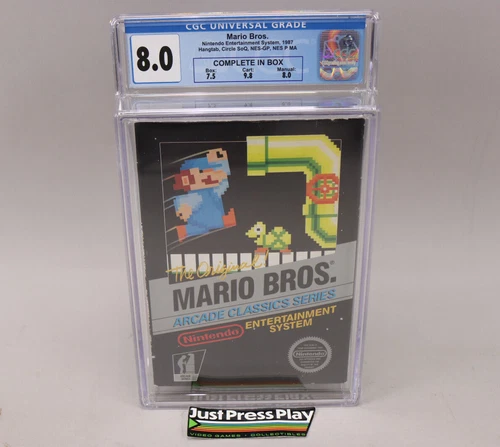 CGC UNIVERSAL GRADE
8.0
Mario Bros.
Nintendo Entertainment System, 1987
Hangtab, Circle SoQ, NES-GP, NES P MA
COMPLETE IN BOX
Box: Cart: Manual:
7.5 9.8 8.0
The Original!
MARIO BROS.
ARCADE CLASSICS SERIES
Nintendo
ENTERTAINMENT
SYSTEM
Nintendo
Just Press Play
VIDEO GAMES · COLLECTIBLES